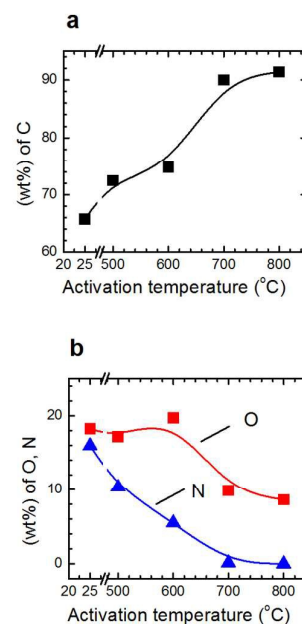 a
90
80
70
60
(wt%) of C
20 25 500 600 700 800
Activation temperature (°C)
b
20
10
0
(wt%) of O, N
O
N
20 25 500 600 700 800
Activation temperature (°C)